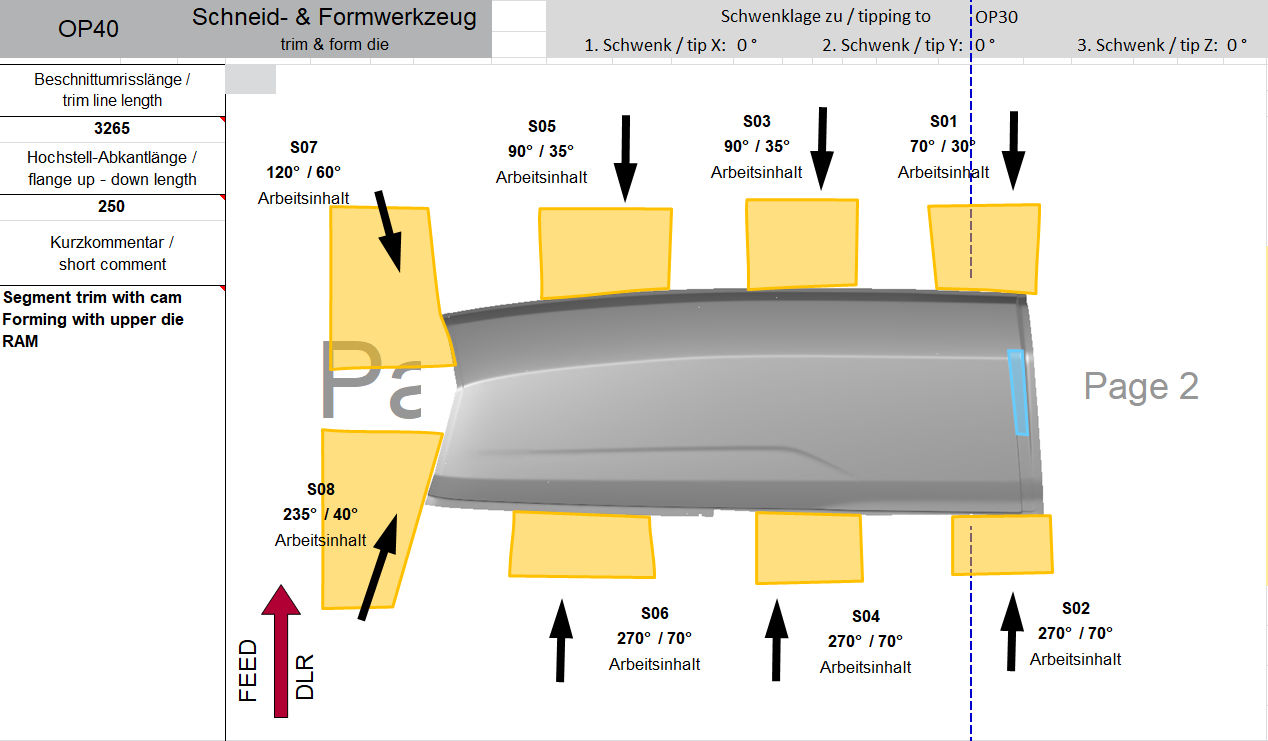 OP40
Schneid- & Formwerkzeug
trim & form die
Schwenklage zu / tipping to
OP30
1. Schwenk / tip X: 0 °
2. Schwenk / tip Y: 0 °
3. Schwenk / tip Z: 0 °
Beschnittumrisslänge /
trim line length
3265
Hochstell-Abkantlänge /
flange up - down length
250
Kurzkommentar /
short comment
Segment trim with cam
Forming with upper die
RAM
S07
120° / 60°
Arbeitsinhalt
S05
90° / 35°
Arbeitsinhalt
S03
90° / 35°
Arbeitsinhalt
S01
70° / 30°
Arbeitsinhalt
Pa
Page 2
S08
235° / 40°
Arbeitsinhalt
S06
270° / 70°
Arbeitsinhalt
S04
270° / 70°
Arbeitsinhalt
S02
270° / 70°
Arbeitsinhalt
FEED
DLR